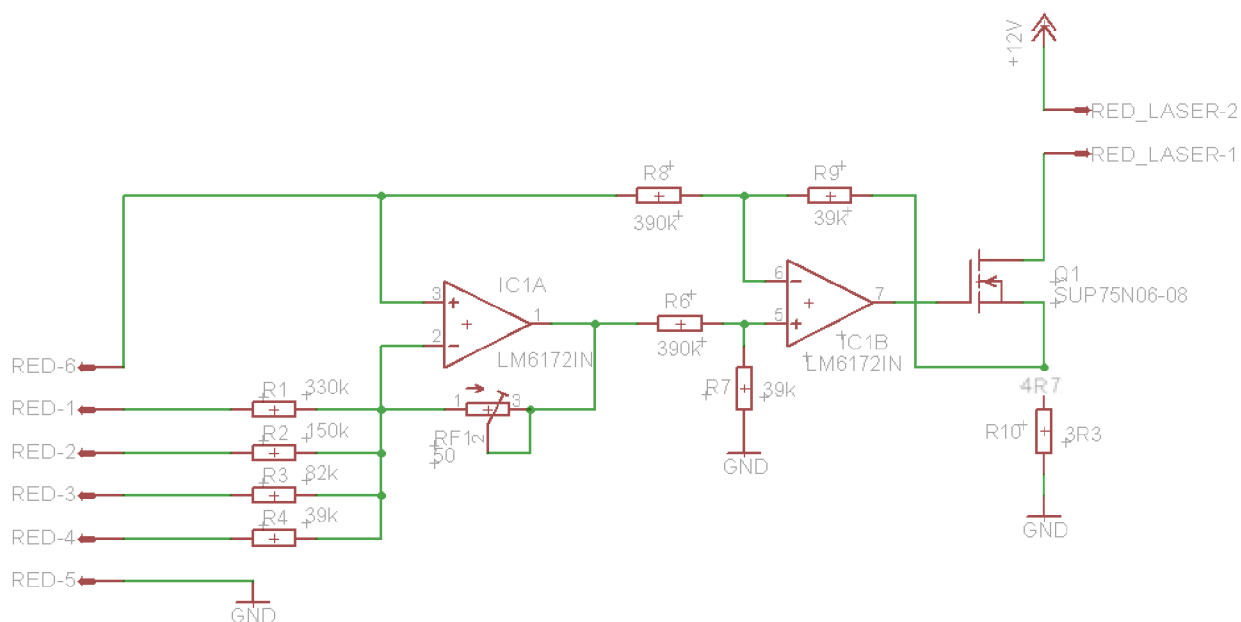 +12V
RED_LASER-2
RED_LASER-1
R8
390k
R9
39k
Q1
SUP75N06-08
IC1A
3
2
1
LM6172IN
R6
390k
6
5
7
IC1B
LM6172IN
RED-6
RED-1
R1 330k
RED-2
R2 150k
RED-3
R3 82k
RED-4
R4 39k
RED-5
GND
1
3
2
RF1
50
R7
39k
GND
4R7
R10
3R3
GND